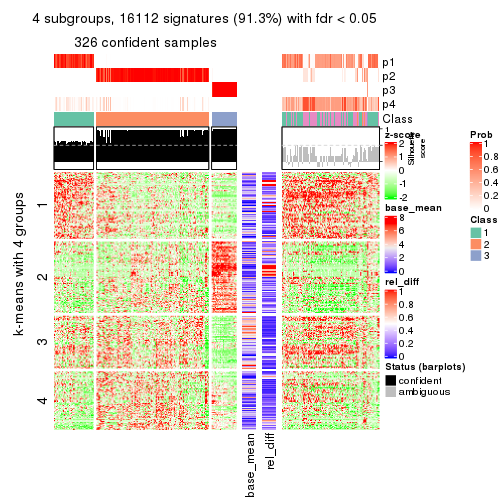 4 subgroups, 16112 signatures (91.3%) with fdr < 0.05
326 confident samples
p1
p2
p3
p4
Class
1
Silhouette
score
z-score
2
1
0
-1
-2
base_mean
8
6
4
2
0
rel_diff
1
0.8
0.6
0.4
0.2
0
Status (barplots)
confident
ambiguous
Prob
1
0.8
0.6
0.4
0.2
0
Class
1
2
3
k-means with 4 groups
1
2
3
4
base_mean
rel_diff